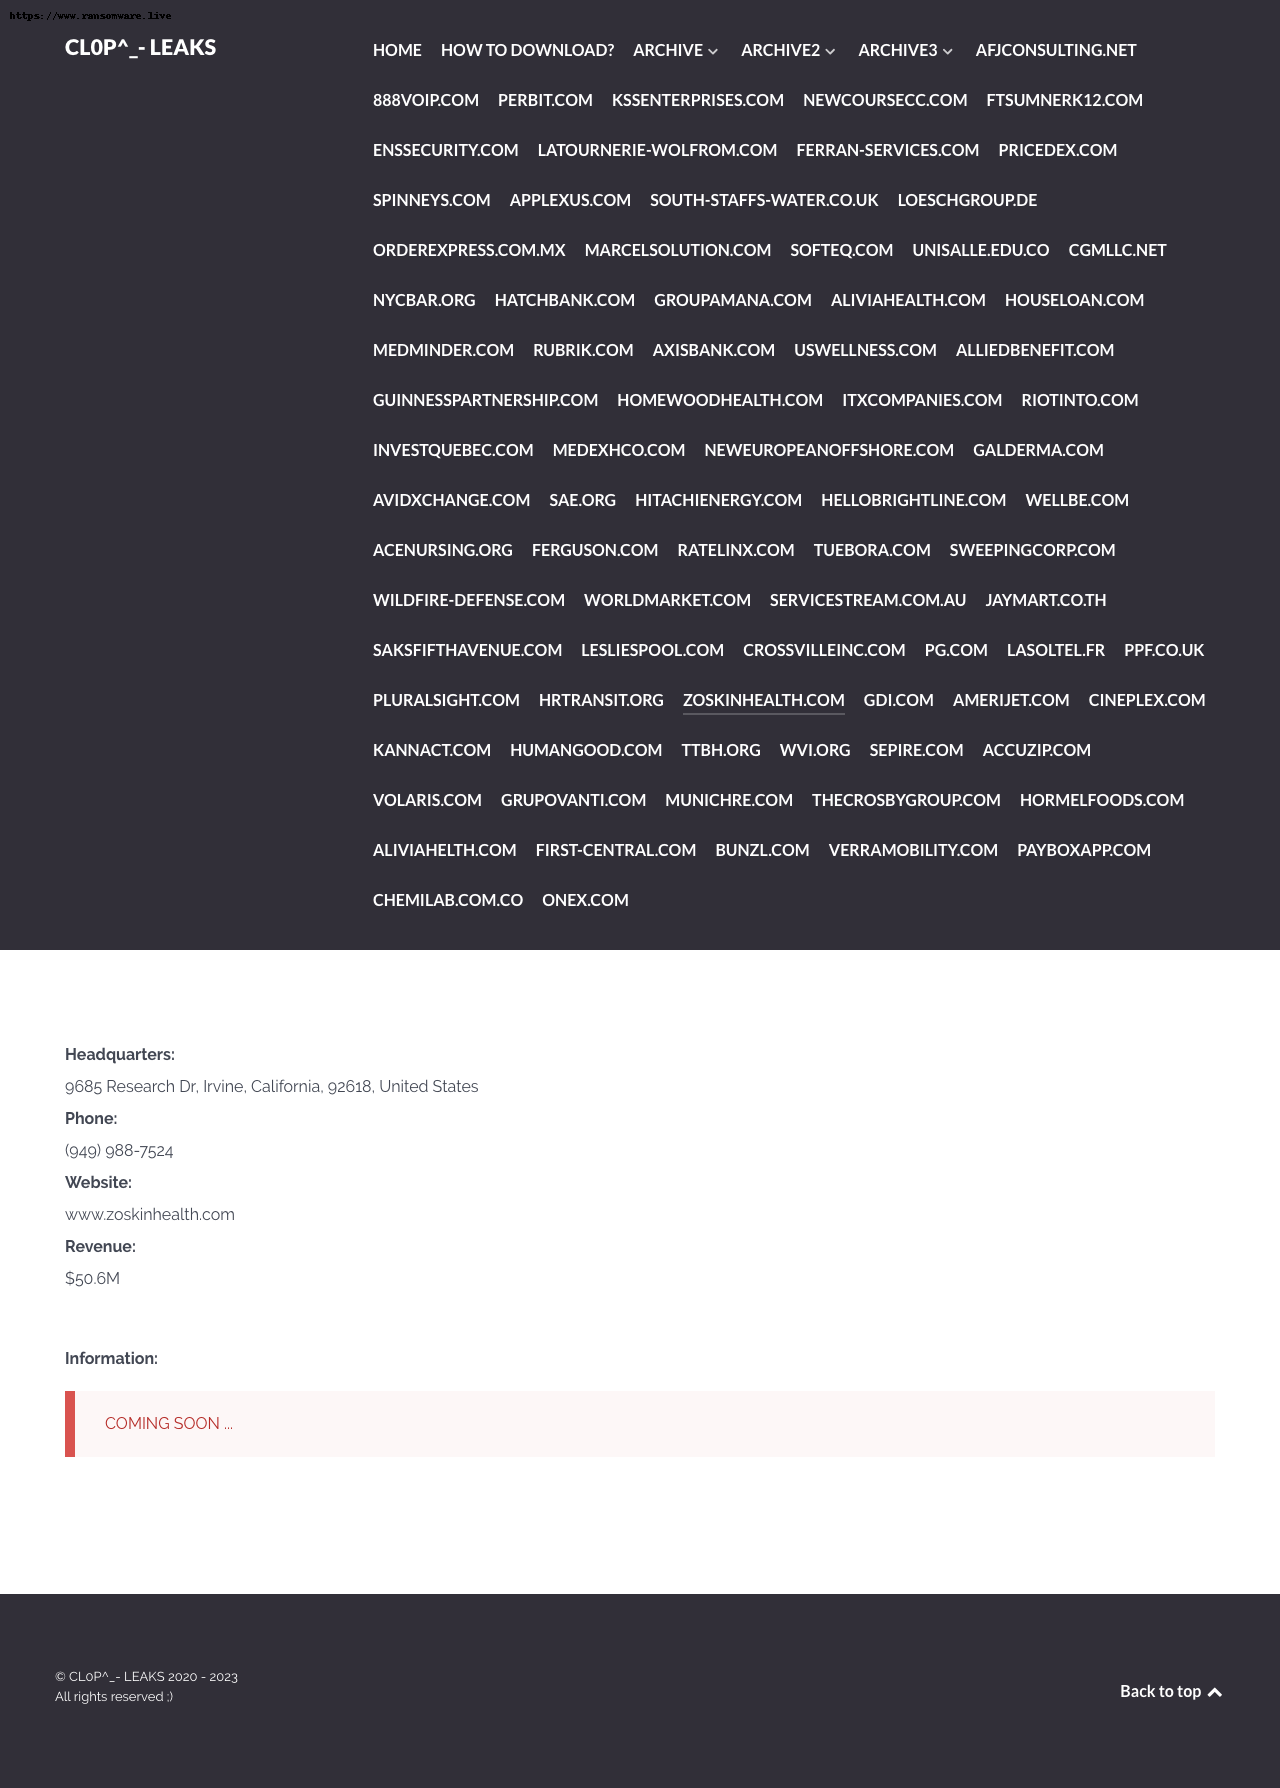 https://www.ransomware.live
CL0P^_- LEAKS
HOME HOW TO DOWNLOAD? ARCHIVE ARCHIVE2 ARCHIVE3 AFJCONSULTING.NET
888VOIP.COM PERBIT.COM KSSENTERPRISES.COM NEWCOURSECC.COM FTSUMNERK12.COM
ENSSECURITY.COM LATOURNERIE-WOLFROM.COM FERRAN-SERVICES.COM PRICEDEX.COM
SPINNEYS.COM APPLEXUS.COM SOUTH-STAFFS-WATER.CO.UK LOESCHGROUP.DE
ORDEREXPRESS.COM.MX MARCELSOLUTION.COM SOFTEQ.COM UNISALLE.EDU.CO CGMLLC.NET
NYCBAR.ORG HATCHBANK.COM GROUPAMANA.COM ALIVIAHEALTH.COM HOUSELOAN.COM
MEDMINDER.COM RUBRIK.COM AXISBANK.COM USWELLNESS.COM ALLIEDBENEFIT.COM
GUINNESSPARTNERSHIP.COM HOMEWOODHEALTH.COM ITXCOMPANIES.COM RIOTINTO.COM
INVESTQUEBEC.COM MEDEXHCO.COM NEWEUROPEANOFFSHORE.COM GALDERMA.COM
AVIDXCHANGE.COM SAE.ORG HITACHIENERGY.COM HELLOBRIGHTLINE.COM WELLBE.COM
ACENURSING.ORG FERGUSON.COM RATELINX.COM TUEBORA.COM SWEEPINGCORP.COM
WILDFIRE-DEFENSE.COM WORLDMARKET.COM SERVICESTREAM.COM.AU JAYMART.CO.TH
SAKSFIFTHAVENUE.COM LESLIESPOOL.COM CROSSVILLEINC.COM PG.COM LASOLTEL.FR PPF.CO.UK
PLURALSIGHT.COM HRTRANSIT.ORG ZOSKINHEALTH.COM GDI.COM AMERIJET.COM CINEPLEX.COM
KANNACT.COM HUMANGOOD.COM TTBH.ORG WVI.ORG SEPIRE.COM ACCUZIP.COM
VOLARIS.COM GRUPOVANTI.COM MUNICHRE.COM THECROSBYGROUP.COM HORMELFOODS.COM
ALIVIAHELTH.COM FIRST-CENTRAL.COM BUNZL.COM VERRAMOBILITY.COM PAYBOXAPP.COM
CHEMILAB.COM.CO ONEX.COM
Headquarters:
9685 Research Dr, Irvine, California, 92618, United States
Phone:
(949) 988-7524
Website:
www.zoskinhealth.com
Revenue:
$50.6M
Information:
COMING SOON ...
© CL0P^_- LEAKS 2020 - 2023
All rights reserved ;)
Back to top